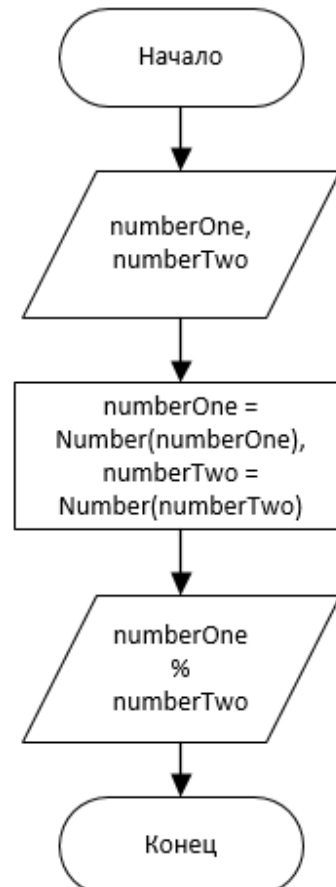 Начало
numberOne,
numberTwo
numberOne =
Number(numberOne),
numberTwo =
Number(numberTwo)
numberOne
%
numberTwo
Конец